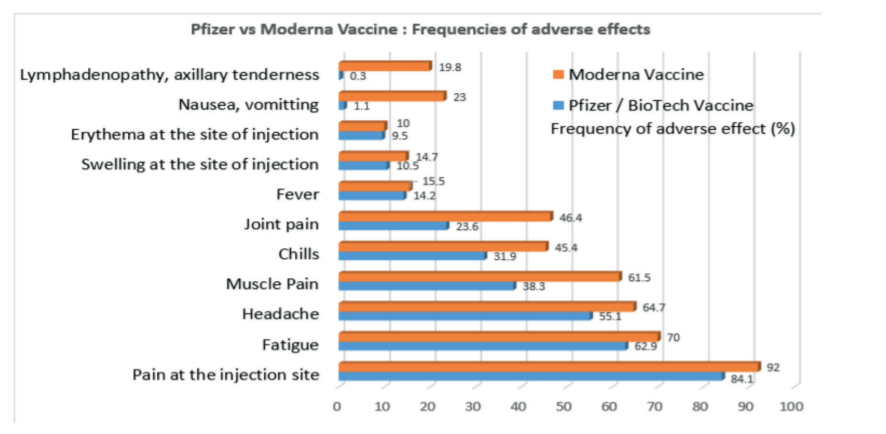 Pfizer vs Moderna Vaccine : Frequencies of adverse effects
Lymphadenopathy, axillary tenderness 19.8
0.3
Moderna Vaccine
Nausea, vomitting 23
1.1
Pfizer / BioTech Vaccine
Frequency of adverse effect (%)
Erythema at the site of injection 10
9.5
Swelling at the site of injection 14.7
10.5
Fever 15.5
14.2
Joint pain 46.4
23.6
Chills 45.4
31.9
Muscle Pain 61.5
38.3
Headache 64.7
55.1
Fatigue 70
62.9
Pain at the injection site 92
84.1
0 10 20 30 40 50 60 70 80 90 100